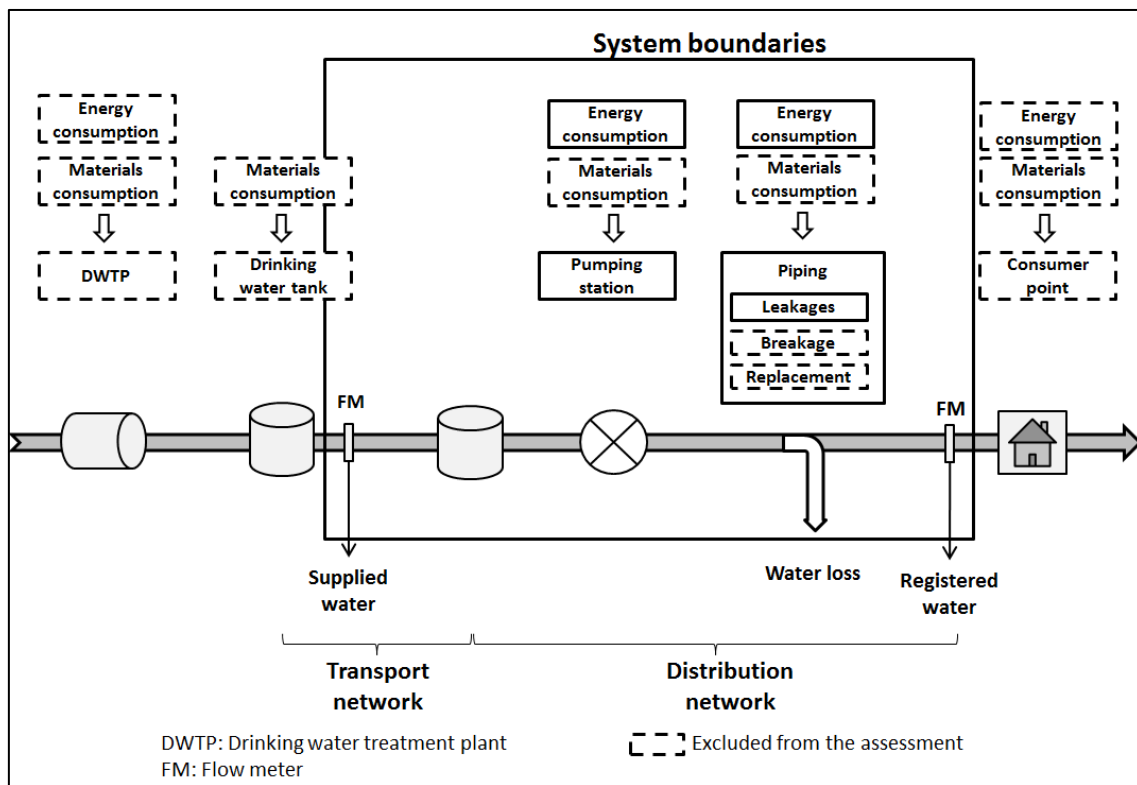 System boundaries
Energy
consumption
Materials
consumption
DWTP
Materials
consumption
Drinking
water tank
Energy
consumption
Materials
consumption
Pumping
station
Energy
consumption
Materials
consumption
Piping
Leakages
Breakage
Replacement
Energy
consumption
Materials
consumption
Consumer
point
FM
FM
Supplied
water
Water loss
Registered
water
Transport
network
Distribution
network
DWTP: Drinking water treatment plant
FM: Flow meter
Excluded from the assessment